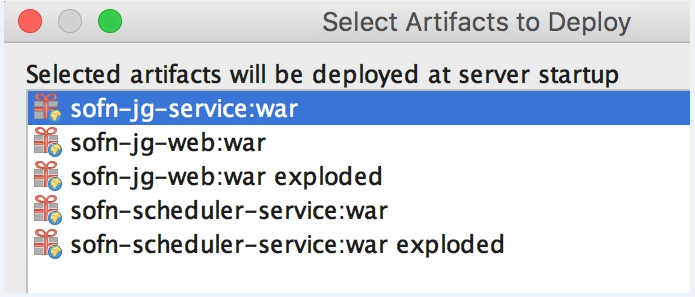 Select Artifacts to Deploy
Selected artifacts will be deployed at server startup
sofn-jg-service:war
sofn-jg-web:war
sofn-jg-web:war exploded
sofn-scheduler-service:war
sofn-scheduler-service:war exploded